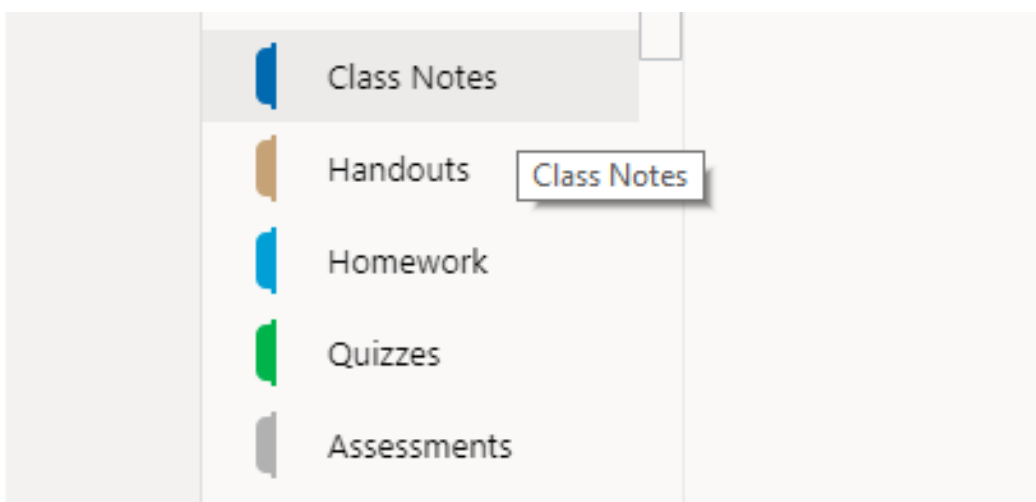 Class Notes
Handouts
Class Notes
Homework
Quizzes
Assessments